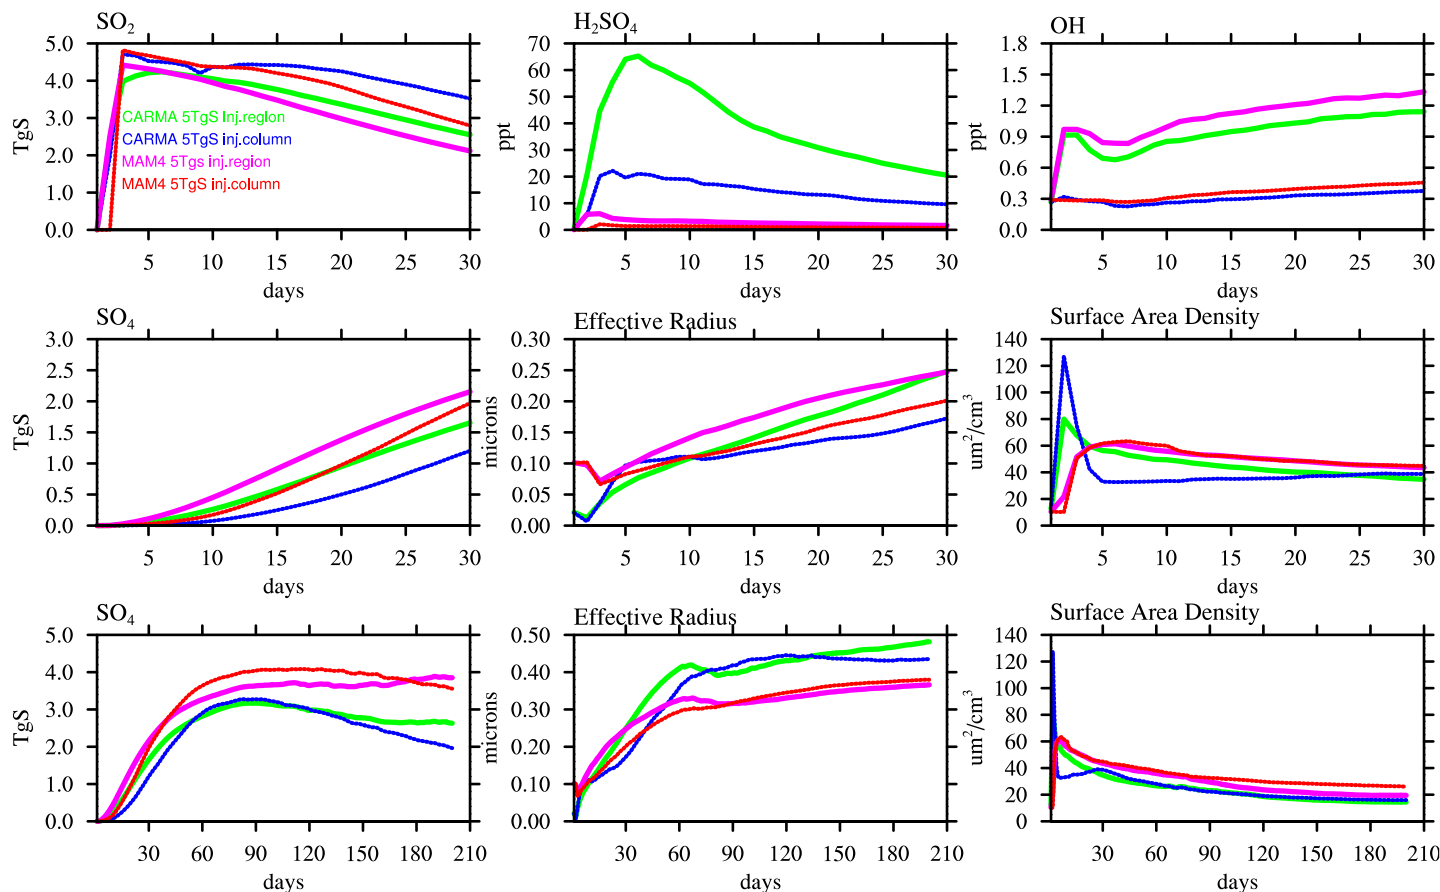 SO2
TgS
5.0
4.0
3.0
2.0
1.0
0.0
CARMA 5TgS Inj.region
CARMA 5TgS inj.column
MAM4 5Tgs inj.region
MAM4 5TgS inj.column
5 10 15 20 25 30
days
H2SO4
ppt
70
60
50
40
30
20
10
0
5 10 15 20 25 30
days
OH
ppt
1.8
1.5
1.2
0.9
0.6
0.3
0.0
5 10 15 20 25 30
days
SO4
TgS
3.0
2.5
2.0
1.5
1.0
0.5
0.0
5 10 15 20 25 30
days
Effective Radius
microns
0.30
0.25
0.20
0.15
0.10
0.05
0.00
5 10 15 20 25 30
days
Surface Area Density
um2/cm3
140
120
100
80
60
40
20
0
5 10 15 20 25 30
days
SO4
TgS
5.0
4.0
3.0
2.0
1.0
0.0
30 60 90 120 150 180 210
days
Effective Radius
microns
0.50
0.40
0.30
0.20
0.10
0.00
30 60 90 120 150 180 210
days
Surface Area Density
um2/cm3
140
120
100
80
60
40
20
0
30 60 90 120 150 180 210
days